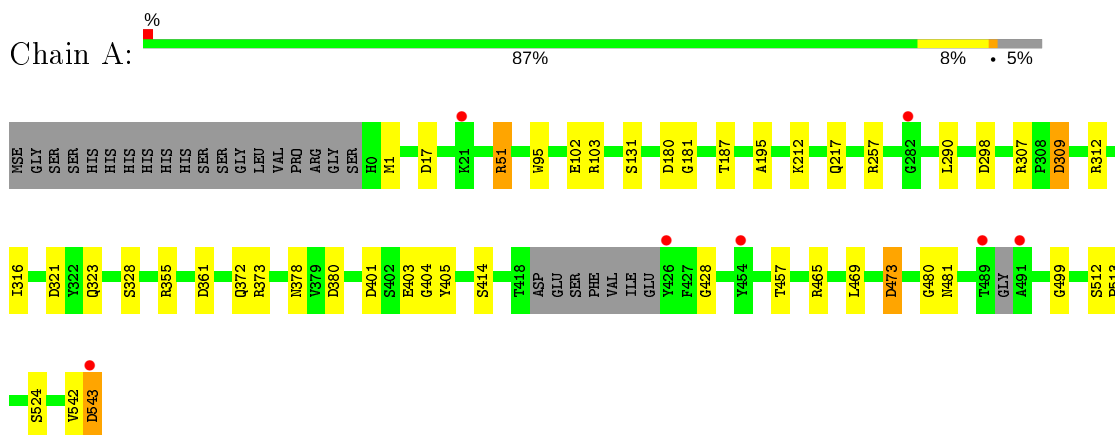 %
Chain A:
87% 8% • 5%
MSE GLY SER SER HIS HIS HIS HIS HIS HIS SER SER GLY LEU VAL PRO ARG GLY SER H0 M1 D17 K21 R51 W95 E102 R103 S131 D180 G181 T187 A195 K212 Q217 R257 G282 L290 D298 R307 P308 D309 R312
I316 D321 Y322 Q323 S328 R355 D361 Q372 R373 N378 V379 D380 D401 S402 E403 G404 Y405 S414 T418 ASP GLU SER PHE VAL ILE GLU Y426 F427 G428 Y454 T457 R465 L469 D473 G480 N481 T489 GLY A491 G499 S512 P513
S524 V542 D543